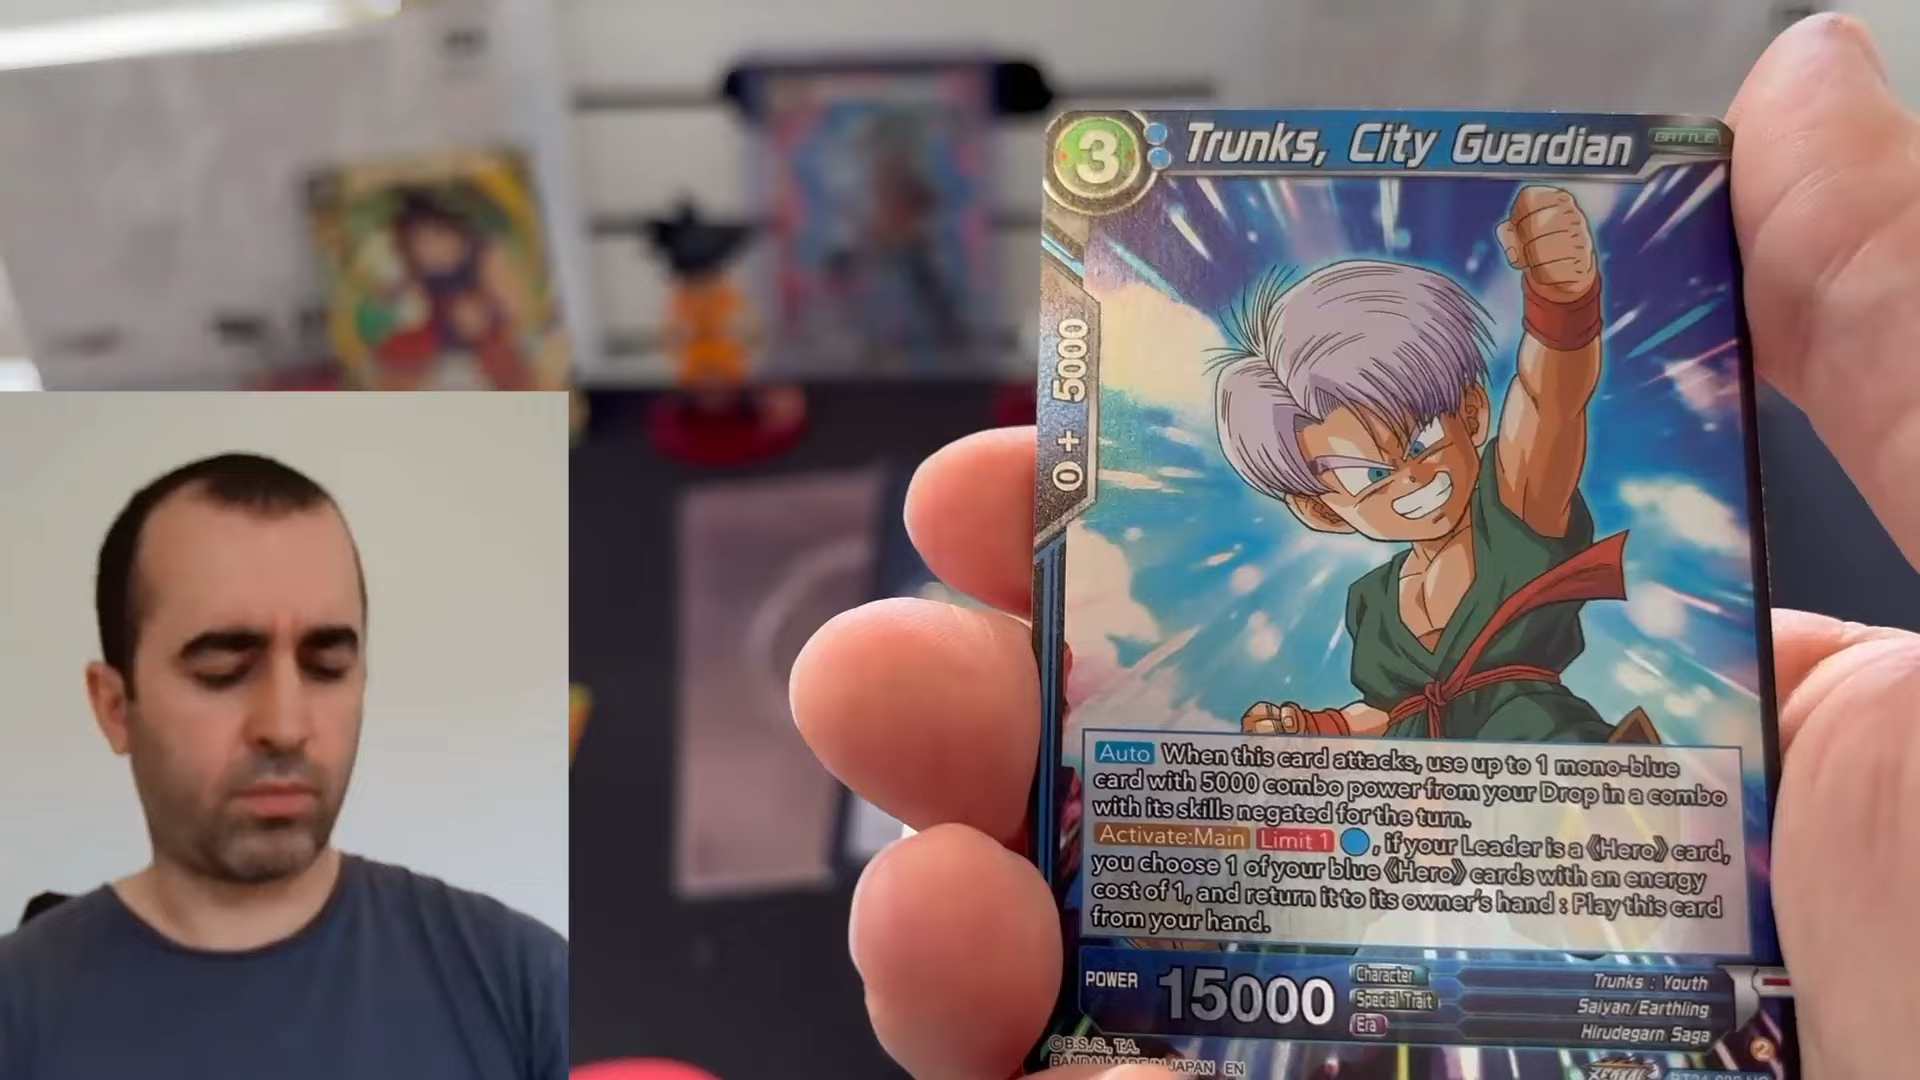 3 Trunks, City Guardian BATTLE
0 + 5000
Auto When this card attacks, use up to 1 mono-blue
card with 5000 combo power from your Drop in a combo
with its skills negated for the turn.
Activate:Main Limit 1 , if your Leader is a 《Hero》 card,
you choose 1 of your blue 《Hero》 cards with an energy
cost of 1, and return it to its owner's hand : Play this card
from your hand.
POWER 15000
Character Trunks : Youth
Special Trait Saiyan/Earthling
Era Hirudegarn Saga
2
©B.S./S., T.A.
BANDAI MADE IN JAPAN EN
ZENKAI